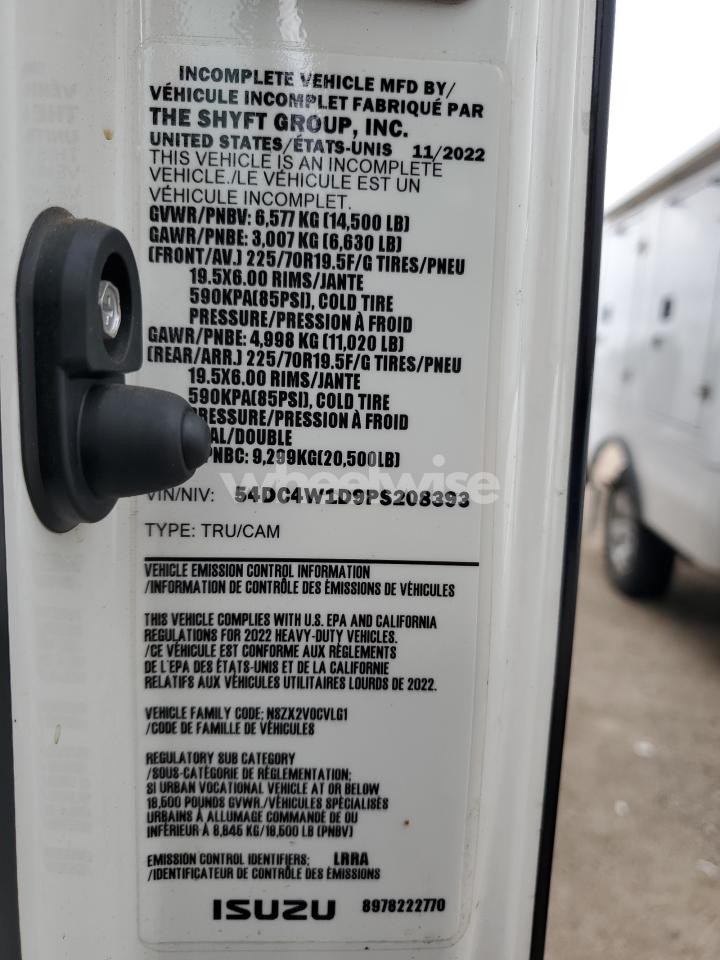 INCOMPLETE VEHICLE MFD BY/
VÉHICULE INCOMPLET FABRIQUÉ PAR
THE SHYFT GROUP, INC.
UNITED STATES/ÉTATS-UNIS 11/2022
THIS VEHICLE IS AN INCOMPLETE
VEHICLE./LE VÉHICULE EST UN
VÉHICULE INCOMPLET.
GVWR/PNBV: 6,577 KG (14,500 LB)
GAWR/PNBE: 3,007 KG (6,630 LB)
(FRONT/AV.) 225/70R19.5F/G TIRES/PNEU
19.5X6.00 RIMS/JANTE
590KPA(85PSI), COLD TIRE
PRESSURE/PRESSION À FROID
GAWR/PNBE: 4,998 KG (11,020 LB)
(REAR/ARR.) 225/70R19.5F/G TIRES/PNEU
19.5X6.00 RIMS/JANTE
590KPA(85PSI), COLD TIRE
PRESSURE/PRESSION À FROID
AL/DOUBLE
PNBC: 9,299KG(20,500LB)
wheelwise
VIN/NIV: 54DC4W1D9PS208393
TYPE: TRU/CAM
VEHICLE EMISSION CONTROL INFORMATION
/INFORMATION DE CONTRÔLE DES ÉMISSIONS DE VÉHICULES
THIS VEHICLE COMPLIES WITH U.S. EPA AND CALIFORNIA
REGULATIONS FOR 2022 HEAVY-DUTY VEHICLES.
/CE VÉHICULE EST CONFORME AUX RÈGLEMENTS
DE L'EPA DES ÉTATS-UNIS ET DE LA CALIFORNIE
RELATIFS AUX VÉHICULES UTILITAIRES LOURDS DE 2022.
VEHICLE FAMILY CODE: NSZX2VOCVLG1
/CODE DE FAMILLE DE VÉHICULES
REGULATORY SUB CATEGORY
/SOUS-CATÉGORIE DE RÉGLEMENTATION:
SI URBAN VOCATIONAL VEHICLE AT OR BELOW
19,500 POUNDS GVWR./VÉHICULES SPÉCIALISÉS
URBAINS À ALLUMAGE COMMANDÉ DE OU
INFÉRIEUR À 8,845 KG/19,500 LB (PNBV)
EMISSION CONTROL IDENTIFIERS: LRRA
/IDENTIFICATEUR DE CONTRÔLE DES ÉMISSIONS
ISUZU 8978222770